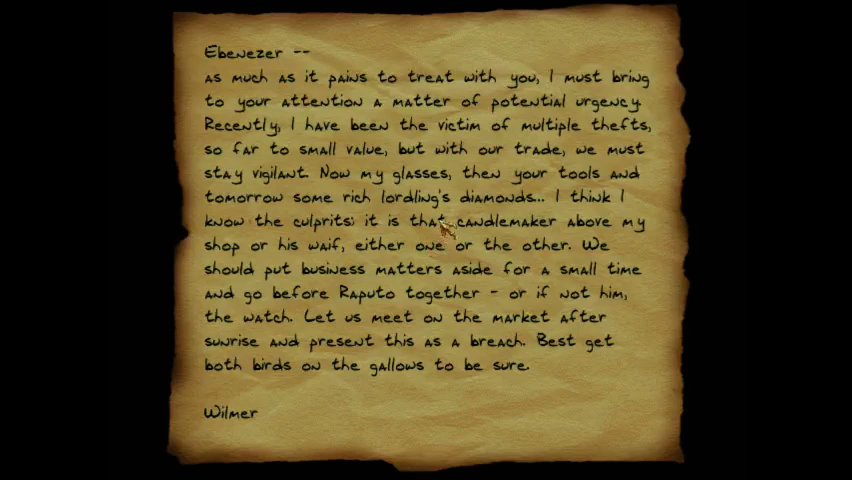 Ebenezer --
as much as it pains to treat with you, I must bring
to your attention a matter of potential urgency.
Recently, I have been the victim of multiple thefts,
so far to small value, but with our trade, we must
stay vigilant. Now my glasses, then your tools and
tomorrow some rich lordling's diamonds... I think I
know the culprits; it is that candlemaker above my
shop or his waif, either one or the other. We
should put business matters aside for a small time
and go before Raputo together - or if not him,
the watch. Let us meet on the market after
sunrise and present this as a breach. Best get
both birds on the gallows to be sure.
Wilmer